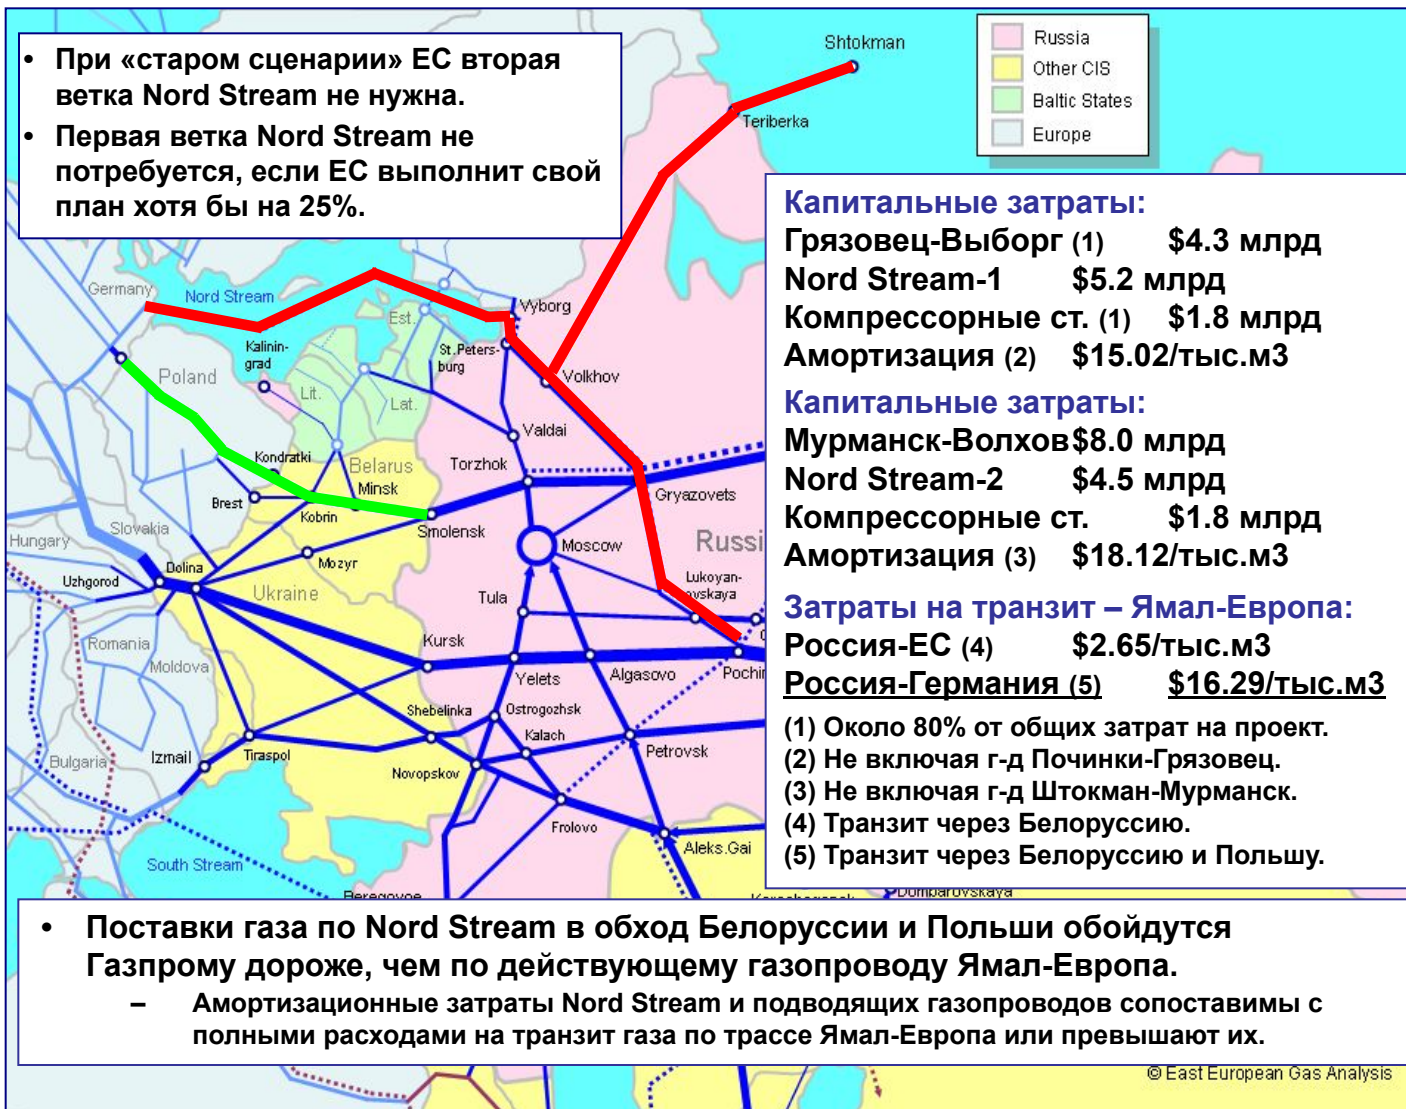 • При «старом сценарии» ЕС вторая
ветка Nord Stream не нужна.
• Первая ветка Nord Stream не
потребуется, если ЕС выполнит свой
план хотя бы на 25%.
Shtokman
Teriberka
Russia
Other CIS
Baltic States
Europe
Капитальные затраты:
Грязовец-Выборг (1) $4.3 млрд
Nord Stream-1 $5.2 млрд
Компрессорные ст. (1) $1.8 млрд
Амортизация (2) $15.02/тыс.м3
Капитальные затраты:
Мурманск-Волхов $8.0 млрд
Nord Stream-2 $4.5 млрд
Компрессорные ст. $1.8 млрд
Амортизация (3) $18.12/тыс.м3
Затраты на транзит – Ямал-Европа:
Россия-ЕС (4) $2.65/тыс.м3
Россия-Германия (5) $16.29/тыс.м3
(1) Около 80% от общих затрат на проект.
(2) Не включая г-д Починки-Грязовец.
(3) Не включая г-д Штокман-Мурманск.
(4) Транзит через Белоруссию.
(5) Транзит через Белоруссию и Польшу.
Germany
Nord Stream
Vyborg
Est.
Kalinin-
grad
St.Peters-
burg
Volkhov
Poland
Lit.
Lat.
Valdai
Kondratki
Belarus
Torzhok
Minsk
Gryazovets
Brest
Kobrin
Smolensk
Slovakia
Hungary
Moscow
Russi
Mozyr
Dolina
Uzhgorod
Ukraine
Tula
Lukoyan-
ovskaya
Romania
Kursk
Moldova
Yelets
Algasovo
Pochin
Shebelinka
Ostrogozhsk
Kalach
Bulgaria
Izmail
Tiraspol
Novopskov
Petrovsk
Frolovo
Aleks.Gai
South Stream
Beregovoe
Dombarovskaya
• Поставки газа по Nord Stream в обход Белоруссии и Польши обойдутся
Газпрому дороже, чем по действующему газопроводу Ямал-Европа.
– Амортизационные затраты Nord Stream и подводящих газопроводов сопоставимы с
полными расходами на транзит газа по трассе Ямал-Европа или превышают их.
© East European Gas Analysis